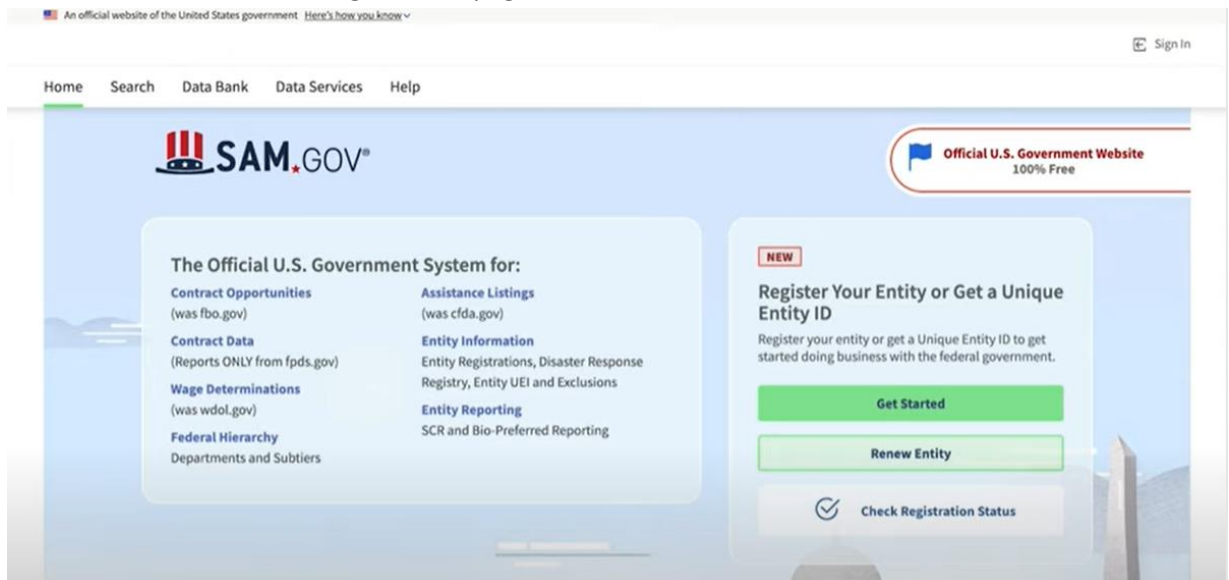 An official website of the United States government Here's how you know
Sign In
Home Search Data Bank Data Services Help
SAM.GOV®
Official U.S. Government Website
100% Free
The Official U.S. Government System for:
Contract Opportunities
(was fbo.gov)
Contract Data
(Reports ONLY from fpds.gov)
Wage Determinations
(was wdol.gov)
Federal Hierarchy
Departments and Subtiers
Assistance Listings
(was cfda.gov)
Entity Information
Entity Registrations, Disaster Response
Registry, Entity UEI and Exclusions
Entity Reporting
SCR and Bio-Preferred Reporting
NEW
Register Your Entity or Get a Unique
Entity ID
Register your entity or get a Unique Entity ID to get
started doing business with the federal government.
Get Started
Renew Entity
Check Registration Status